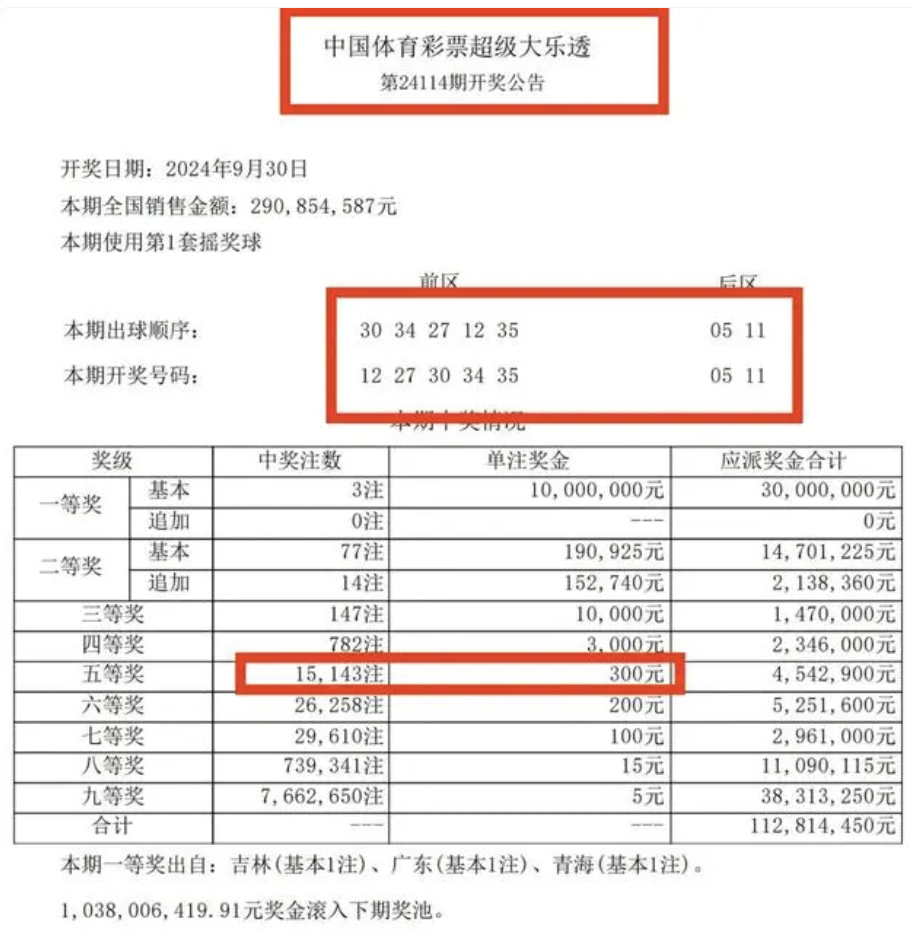 中国体育彩票超级大乐透
第24114期开奖公告
开奖日期：2024年9月30日
本期全国销售金额：290,854,587元
本期使用第1套摇奖球
前区 后区
本期出球顺序： 30 34 27 12 35 05 11
本期开奖号码： 12 27 30 34 35 05 11
本期中奖情况
奖级 中奖注数 单注奖金 应派奖金合计
一等奖 基本 3注 10,000,000元 30,000,000元
追加 0注 --- 0元
二等奖 基本 77注 190,925元 14,701,225元
追加 14注 152,740元 2,138,360元
三等奖 147注 10,000元 1,470,000元
四等奖 782注 3,000元 2,346,000元
五等奖 15,143注 300元 4,542,900元
六等奖 26,258注 200元 5,251,600元
七等奖 29,610注 100元 2,961,000元
八等奖 739,341注 15元 11,090,115元
九等奖 7,662,650注 5元 38,313,250元
合计 --- --- 112,814,450元
本期一等奖出自：吉林(基本1注)、广东(基本1注)、青海(基本1注)。
1,038,006,419.91元奖金滚入下期奖池。